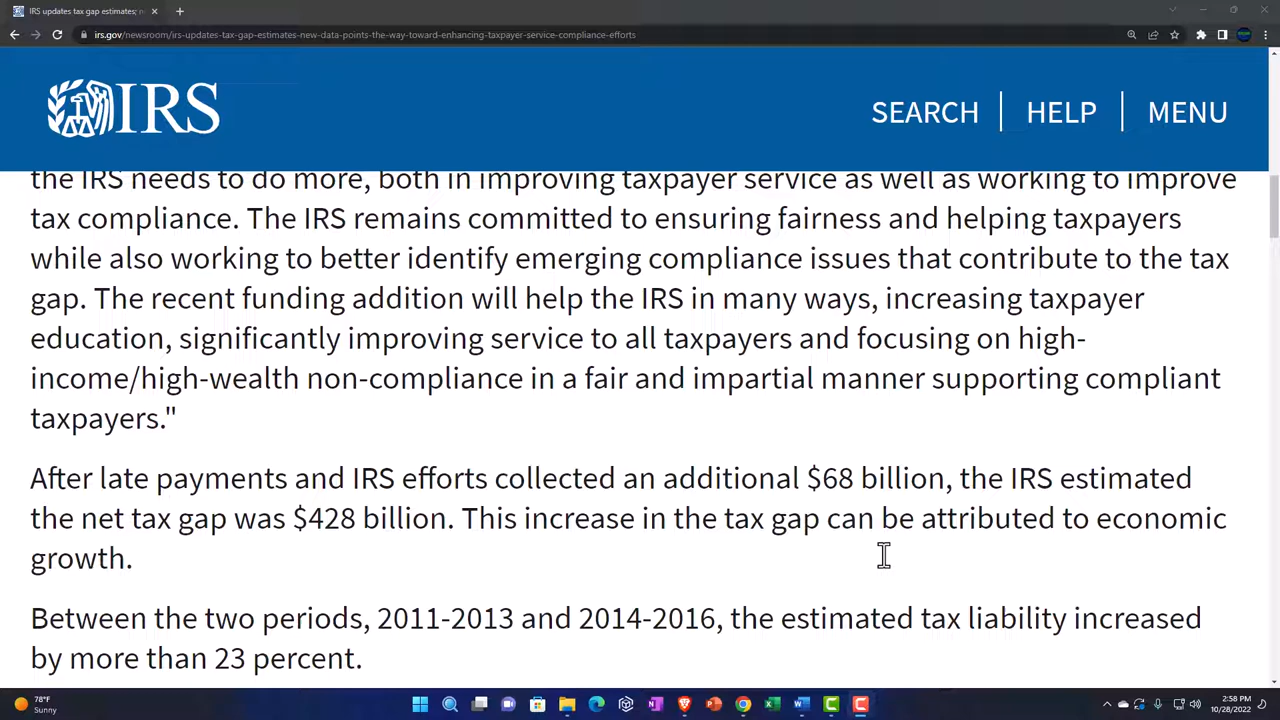 IRS updates tax gap estimates; n
irs.gov/newsroom/irs-updates-tax-gap-estimates-new-data-points-the-way-toward-enhancing-taxpayer-service-compliance-efforts
IRS
SEARCH
HELP
MENU
the IRS needs to do more, both in improving taxpayer service as well as working to improve
tax compliance. The IRS remains committed to ensuring fairness and helping taxpayers
while also working to better identify emerging compliance issues that contribute to the tax
gap. The recent funding addition will help the IRS in many ways, increasing taxpayer
education, significantly improving service to all taxpayers and focusing on high-
income/high-wealth non-compliance in a fair and impartial manner supporting compliant
taxpayers."
After late payments and IRS efforts collected an additional $68 billion, the IRS estimated
the net tax gap was $428 billion. This increase in the tax gap can be attributed to economic
growth.
Between the two periods, 2011-2013 and 2014-2016, the estimated tax liability increased
by more than 23 percent.
78°F
Sunny
2:58 PM
10/28/2022